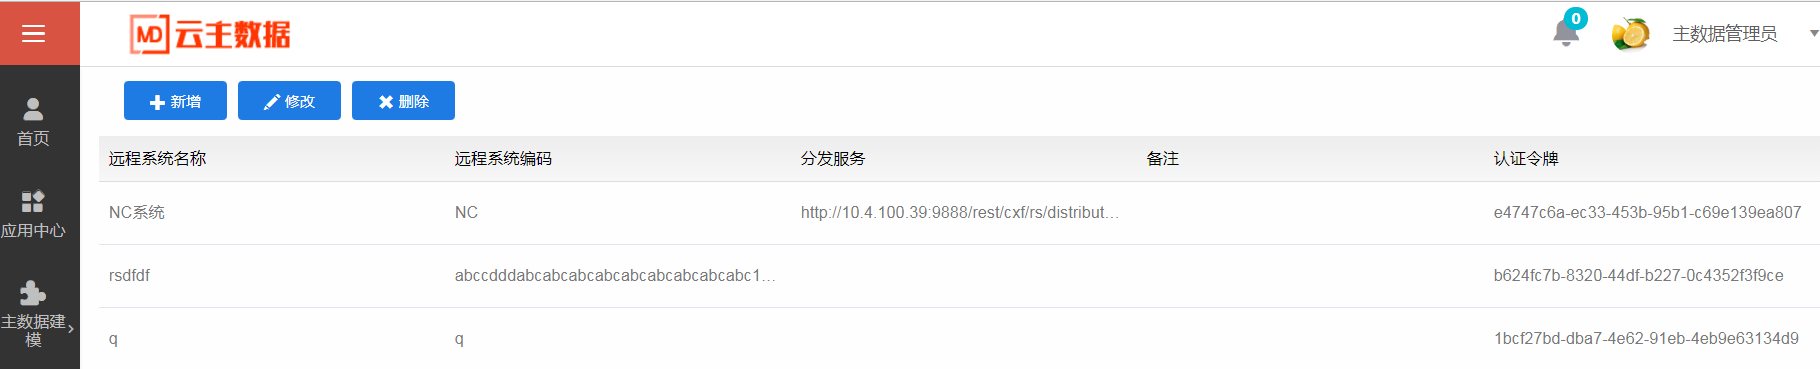 MD 云主数据
0
主数据管理员
首页
应用中心
主数据建
模
新增 修改 删除
远程系统名称 远程系统编码 分发服务 备注 认证令牌
NC系统 NC http://10.4.100.39:9888/rest/cxf/rs/distribut... e4747c6a-ec33-453b-95b1-c69e139ea807
rsdfdf abccdddabcabcabcabcabcabcabcabcabc1... b624fc7b-8320-44df-b227-0c4352f3f9ce
q q 1bcf27bd-dba7-4e62-91eb-4eb9e63134d9